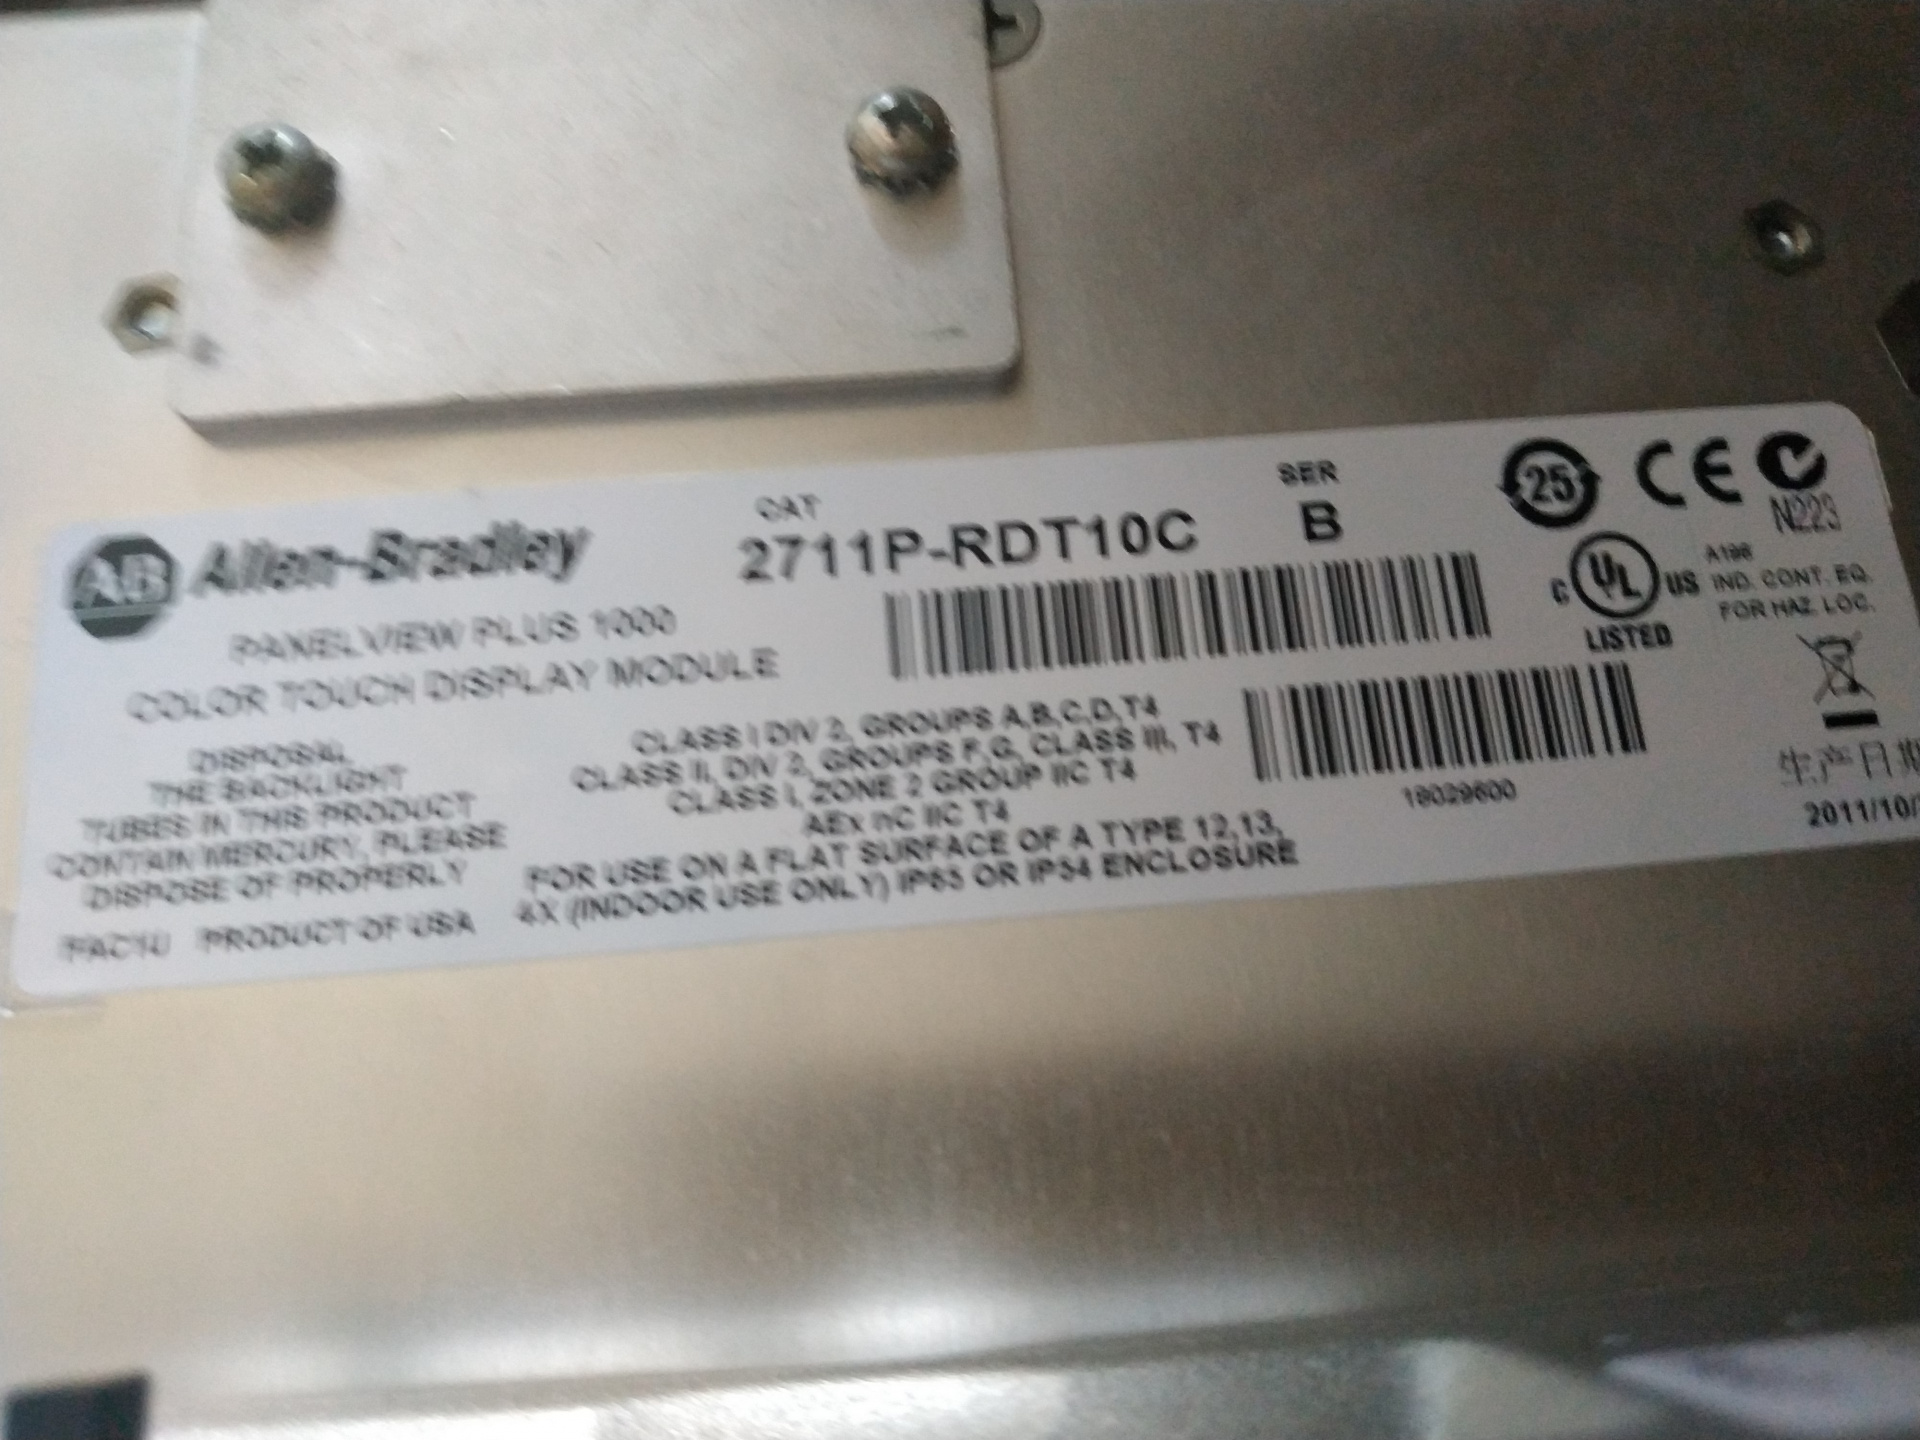 CAT
SER
25
CE
N223
AB Allen-Bradley
2711P-RDT10C
B
PANELVIEW PLUS 1000
COLOR TOUCH DISPLAY MODULE
C UL US
LISTED
A196
IND. CONT. EQ.
FOR HAZ. LOC.
DISPOSAL
THE BACKLIGHT
TUBES IN THIS PRODUCT
CONTAIN MERCURY, PLEASE
DISPOSE OF PROPERLY
FAC1U PRODUCT OF USA
CLASS I DIV 2, GROUPS A,B,C,D,T4
CLASS II, DIV 2, GROUPS F,G, CLASS III, T4
CLASS I, ZONE 2 GROUP IIC T4
AEx nC IIC T4
FOR USE ON A FLAT SURFACE OF A TYPE 12,13,
4X (INDOOR USE ONLY) IP65 OR IP54 ENCLOSURE
18029600
生产日期
2011/10/